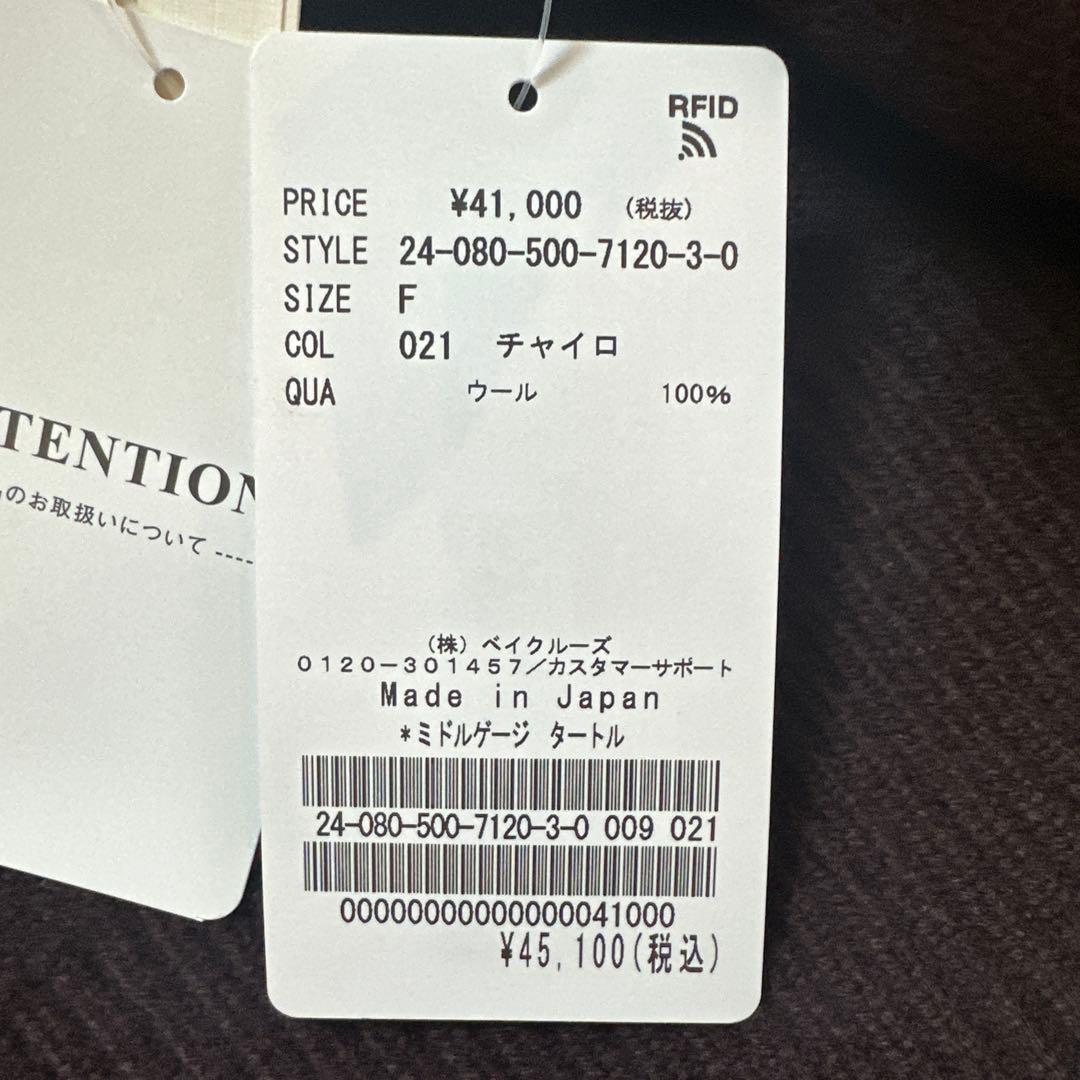 TENTION
のお取扱いについて -----
RFID
PRICE ¥41,000 (税抜)
STYLE 24-080-500-7120-3-0
SIZE F
COL 021 チャイロ
QUA ウール 100%
(株) ベイクルーズ
0120-301457/カスタマーサポート
Made in Japan
*ミドルゲージ タートル
24-080-500-7120-3-0 009 021
00000000000000041000
¥45,100(税込)